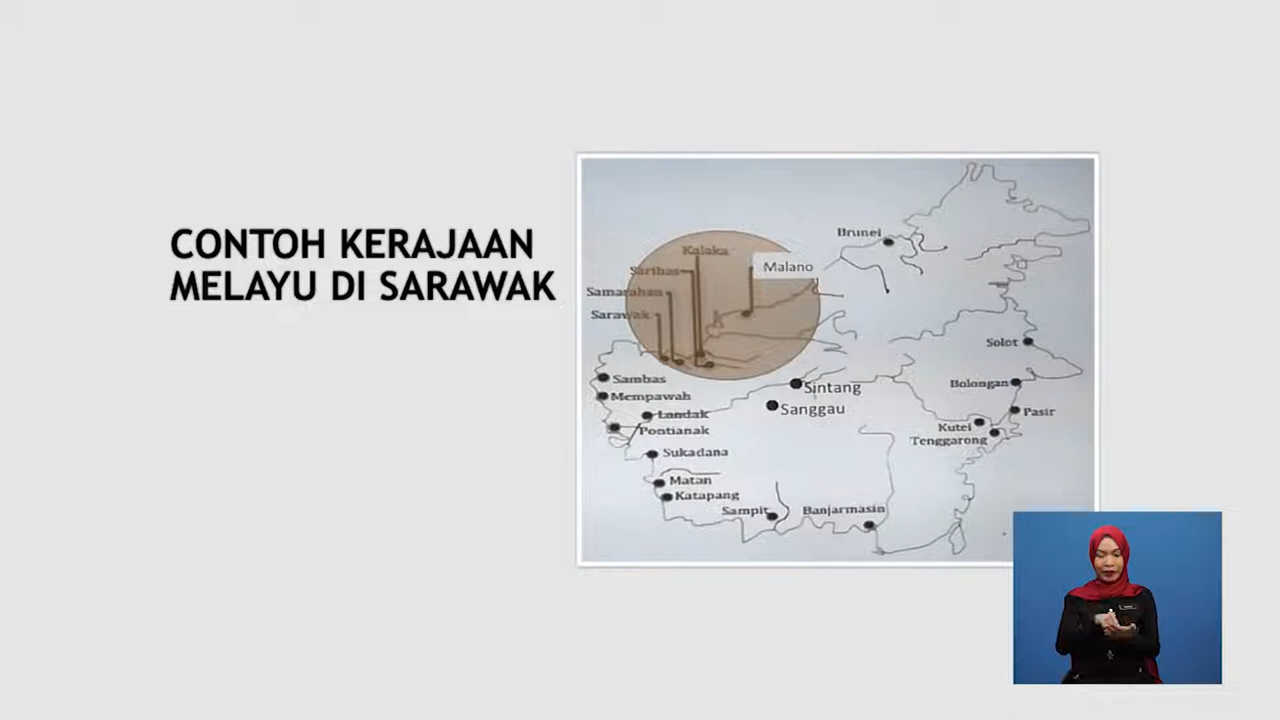 CONTOH KERAJAAN
MELAYU DI SARAWAK
Brunei
Kalaka
Malano
Saribas
Samarahan
Sarawak
Solot
Sambas
Sintang
Bolongan
Mempawah
Sanggau
Landak
Pasir
Pontianak
Kutei
Tenggarong
Sukadana
Matan
Katapang
Sampit
Banjarmasin